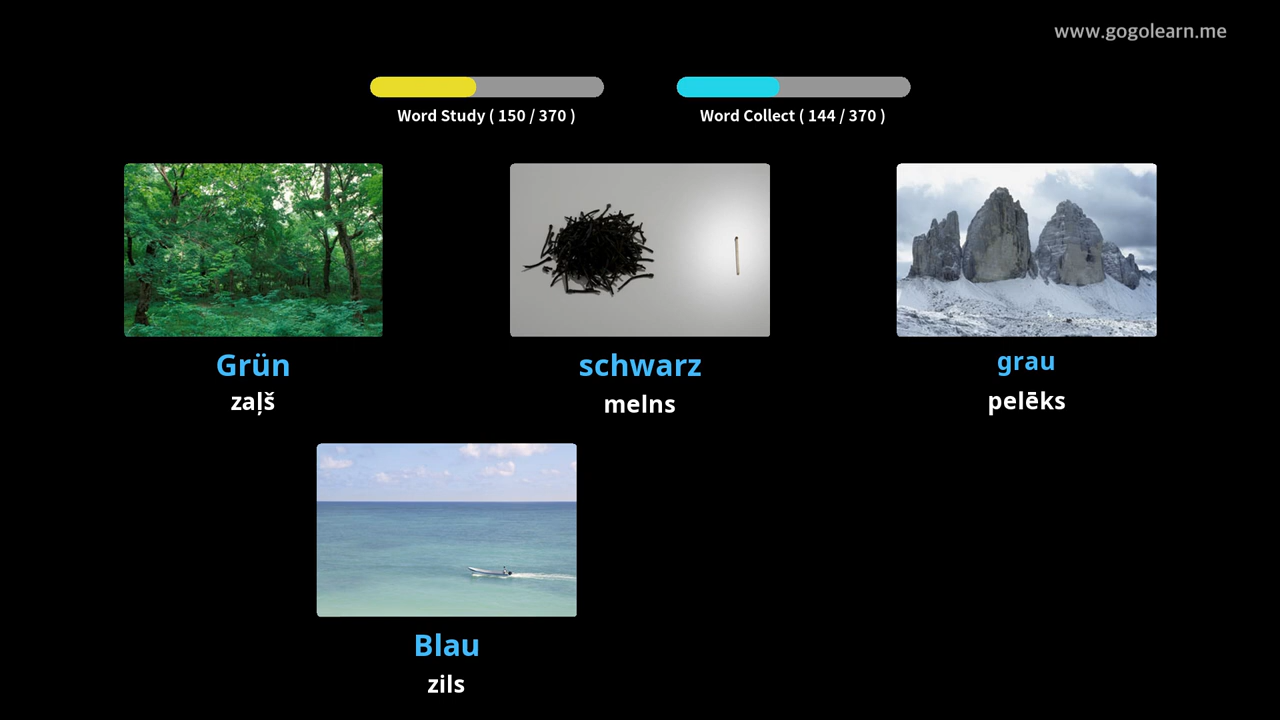 www.gogolearn.me
Word Study ( 150 / 370 )
Word Collect ( 144 / 370 )
Grün
zaļš
schwarz
melns
grau
pelēks
Blau
zils